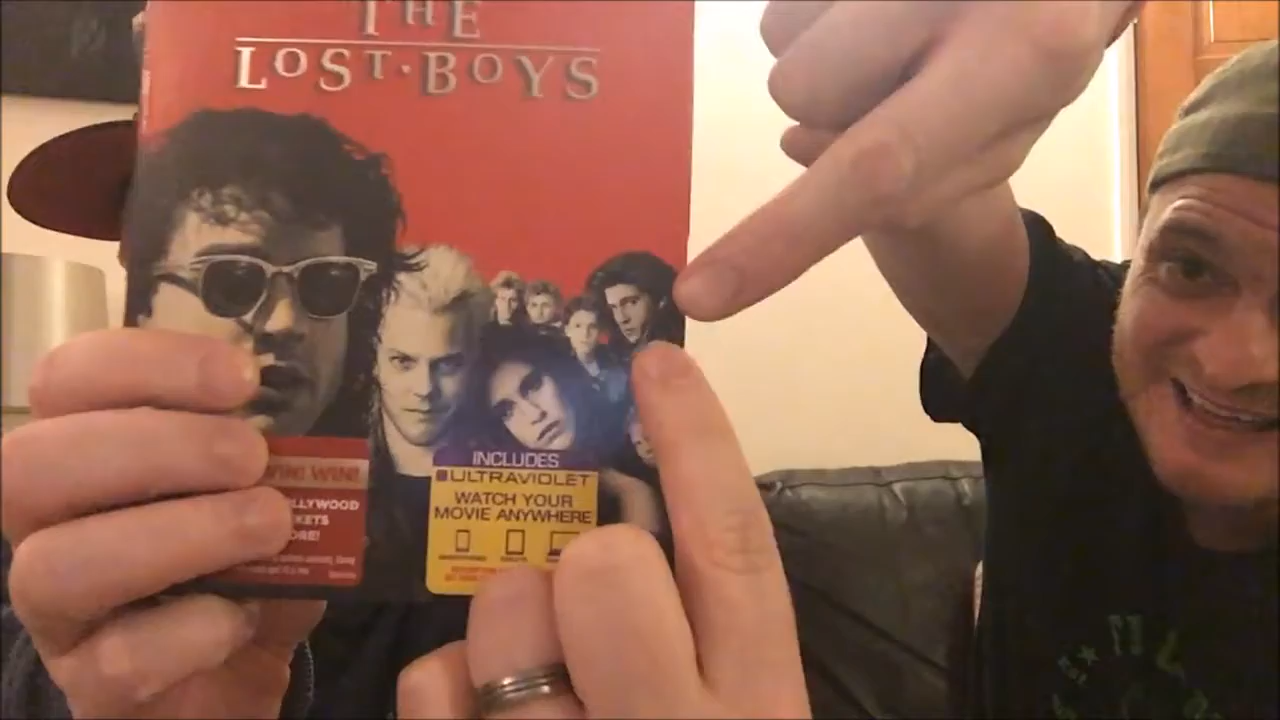 THE
LOST·BOYS
WIN!
LLYWOOD
KETS
ORE!
INCLUDES
ULTRAVIOLET
WATCH YOUR
MOVIE ANYWHERE